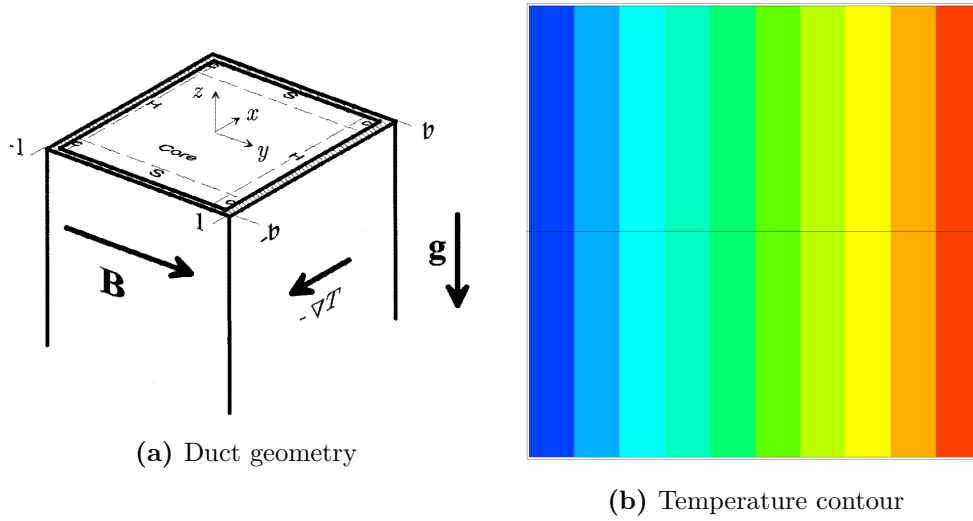 c
z
S
x
H
c
-1
Core
y
H
c
S
c
1
B
g
- ∇T
(a) Duct geometry
(b) Temperature contour